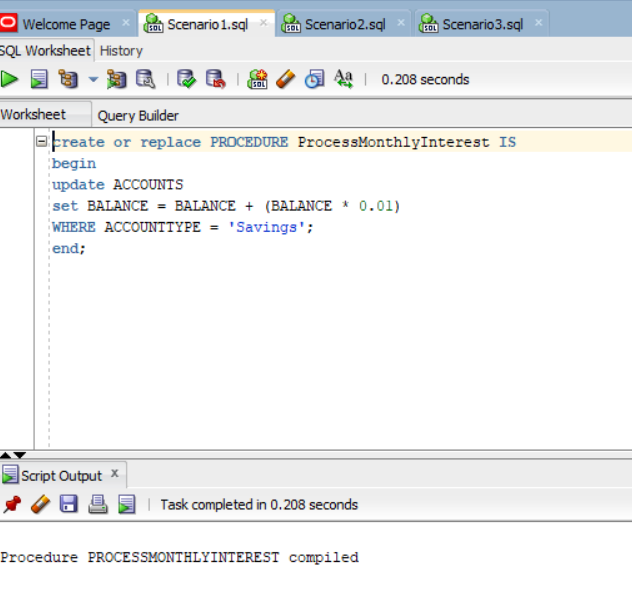 Welcome Page Scenario1.sql Scenario2.sql Scenario3.sql
SQL Worksheet History
0.208 seconds
Worksheet Query Builder
create or replace PROCEDURE ProcessMonthlyInterest IS
begin
update ACCOUNTS
set BALANCE = BALANCE + (BALANCE * 0.01)
WHERE ACCOUNTTYPE = 'Savings';
end;
Script Output
Task completed in 0.208 seconds
Procedure PROCESSMONTHLYINTEREST compiled